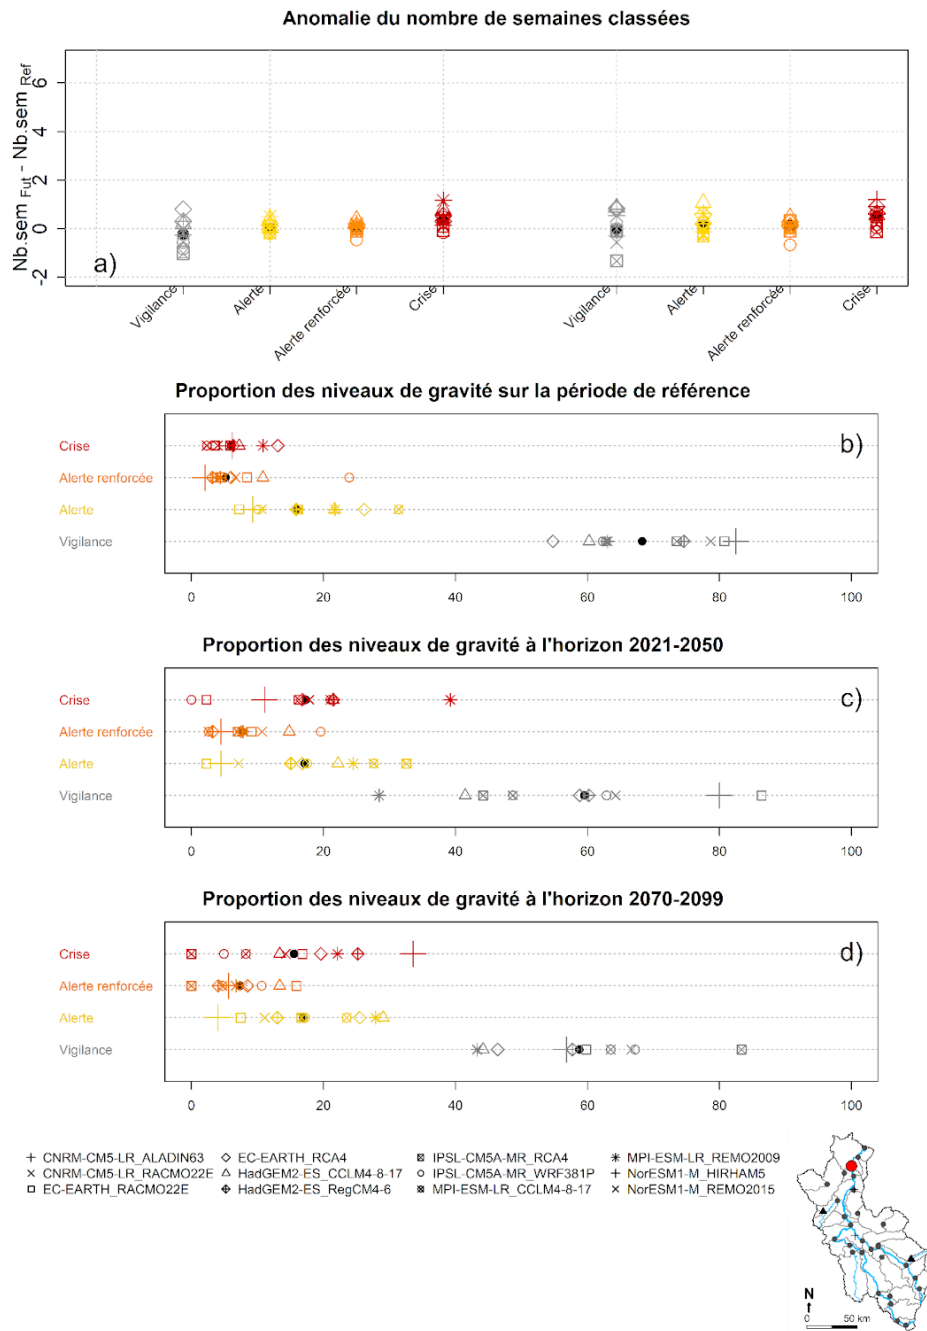 Anomalie du nombre de semaines classées
Nb.sem Fut - Nb.sem Ref
6
4
2
0
-2
a)
Vigilance
Alerte
Alerte renforcée
Crise
Vigilance
Alerte
Alerte renforcée
Crise
Proportion des niveaux de gravité sur la période de référence
b)
Crise
Alerte renforcée
Alerte
Vigilance
0 20 40 60 80 100
Proportion des niveaux de gravité à l'horizon 2021-2050
c)
Crise
Alerte renforcée
Alerte
Vigilance
0 20 40 60 80 100
Proportion des niveaux de gravité à l'horizon 2070-2099
d)
Crise
Alerte renforcée
Alerte
Vigilance
0 20 40 60 80 100
CNRM-CM5-LR_ALADIN63 EC-EARTH_RCA4 IPSL-CM5A-MR_RCA4 MPI-ESM-LR_REMO2009
CNRM-CM5-LR_RACMO22E HadGEM2-ES_CCLM4-8-17 IPSL-CM5A-MR_WRF381P NorESM1-M_HIRHAM5
EC-EARTH_RACMO22E HadGEM2-ES_RegCM4-6 MPI-ESM-LR_CCLM4-8-17 NorESM1-M_REMO2015
N
0 50 km